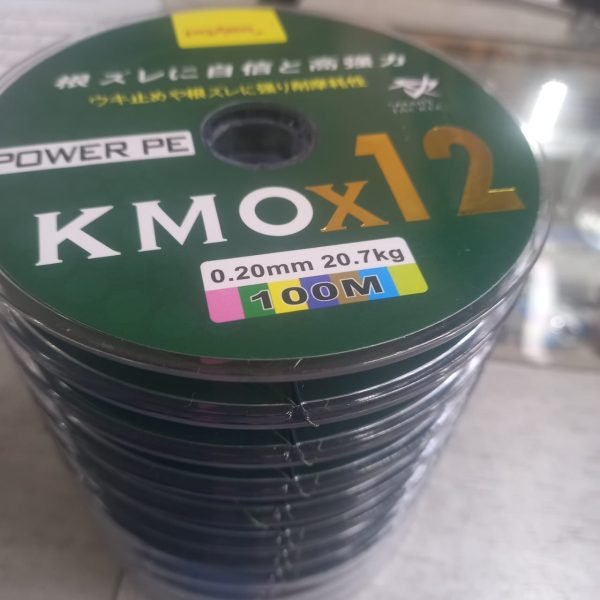 根ズレに自信と高強力
ウキ止めや根ズレに強り耐摩耗性
POWER PE
KMOX12
0.20mm 20.7kg
100M